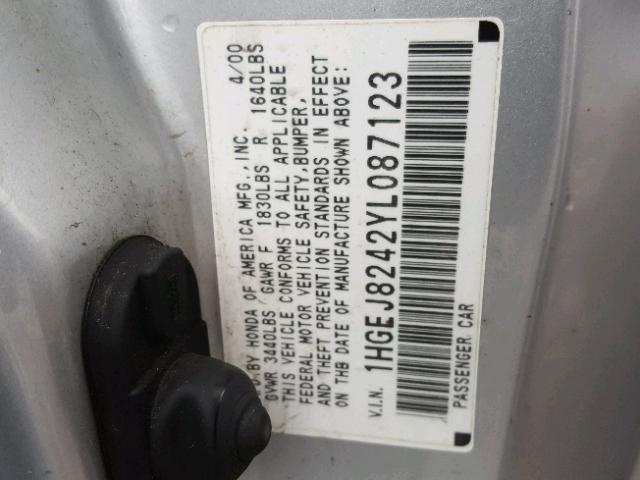 MFD.BY HONDA OF AMERICA MFG.,INC. 4/00
GVWR 3440LBS GAWR F 1830LBS R 1640LBS
THIS VEHICLE CONFORMS TO ALL APPLICABLE
FEDERAL MOTOR VEHICLE SAFETY,BUMPER,
AND THEFT PREVENTION STANDARDS IN EFFECT
ON THB DATE OF MANUFACTURE SHOWN ABOVE:
V.I.N. 1HGEJ8242YL087123
PASSENGER CAR